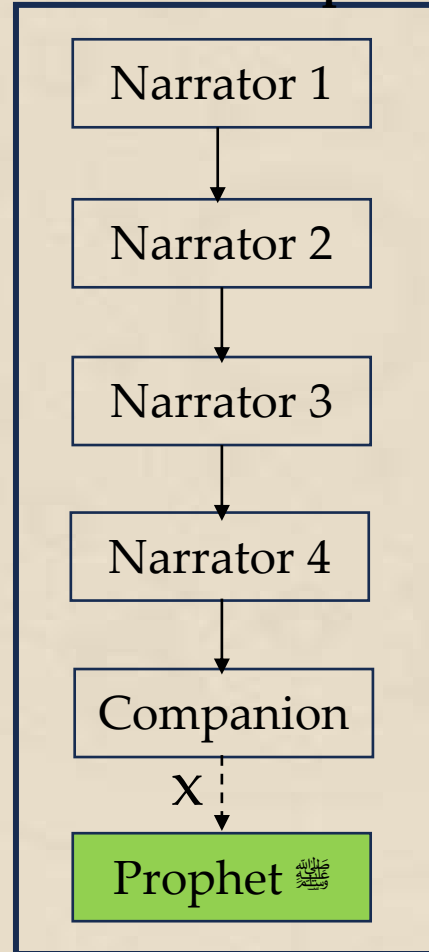 Narrator 1
Narrator 2
Narrator 3
Narrator 4
Companion
X
Prophet ﷺ